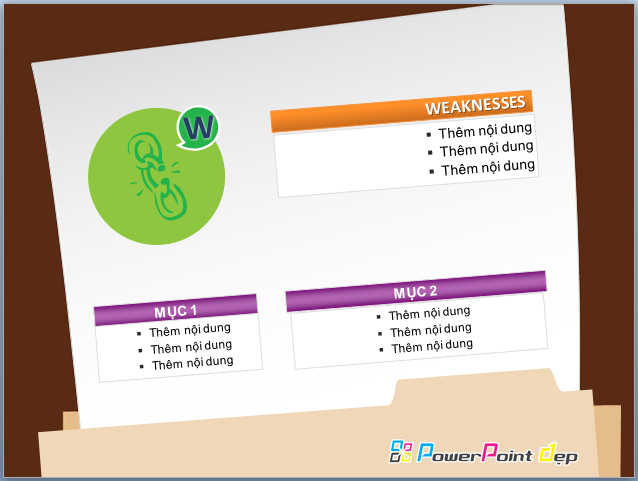 W
WEAKNESSES
Thêm nội dung
Thêm nội dung
Thêm nội dung
MỤC 1
Thêm nội dung
Thêm nội dung
Thêm nội dung
MỤC 2
Thêm nội dung
Thêm nội dung
Thêm nội dung
PowerPoint đẹp